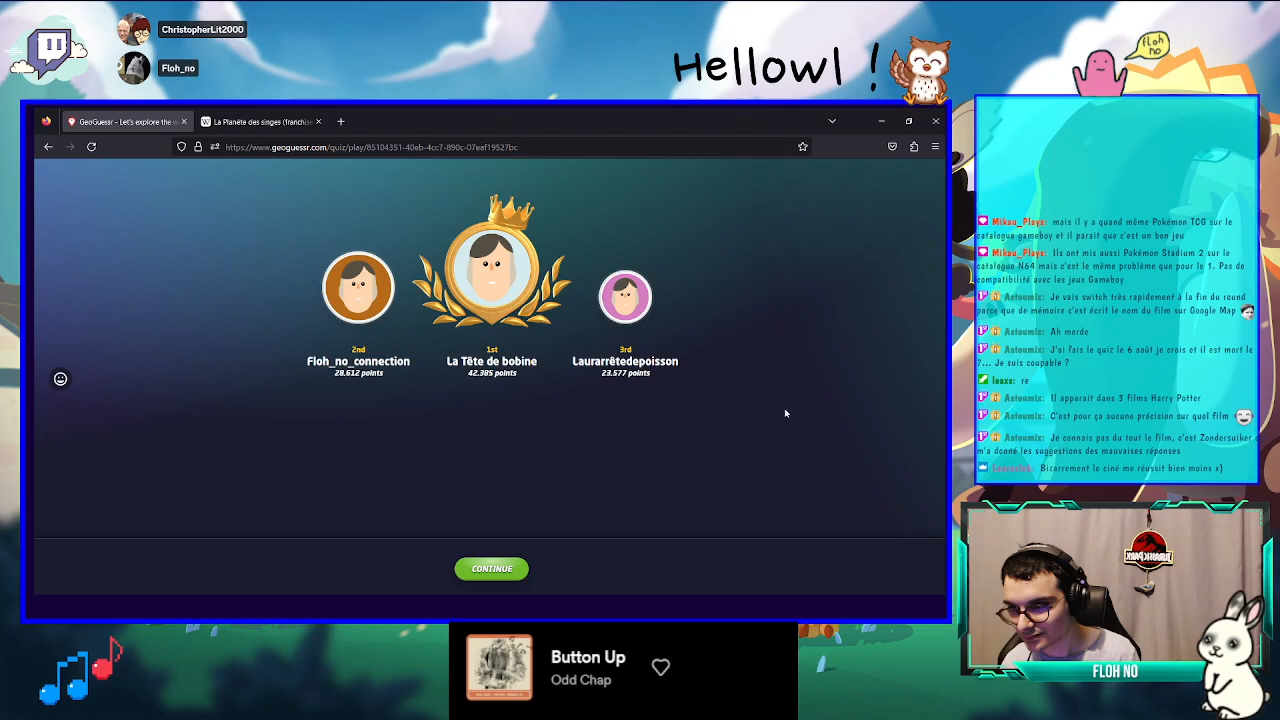 ChristopherLit2000
Floh_no
Hellowl !
floh
no
GeoGuessr - Let's explore the w
La Planète des singes (franchise
https://www.geoguessr.com/quiz/play/85104351-40eb-4cc7-890c-07eaf19527bc
2nd
Floh_no_connection
28.612 points
1st
La Tête de bobine
42.385 points
3rd
Laurarrêtedepoisson
23.577 points
CONTINUE
Mikau_Plays: mais il y a quand même Pokémon TCG sur le
catalogue gameboy et il parait que c'est un bon jeu
Mikau_Plays: Ils ont mis aussi Pokémon Stadium 2 sur le
catalogue N64 mais c'est le même problème que pour le 1. Pas de
compatibilité avec les jeux Gameboy
Astoumix: Je vais switch très rapidement à la fin du round
parce que de mémoire c'est écrit le nom du film sur Google Map
Astoumix: Ah merde
Astoumix: J'ai fais le quiz le 6 août je crois et il est mort le
7... Je suis coupable ?
leaxs: re
Astoumix: Il apparait dans 3 films Harry Potter
Astoumix: C'est pour ça aucune précision sur quel film
Astoumix: Je connais pas du tout le film, c'est Zondersuiker
m'a donné les suggestions des mauvaises réponses
Bizarrement le ciné me réussit bien moins x)
JURASSIC PARK
FLOH NO
Button Up
Odd Chap